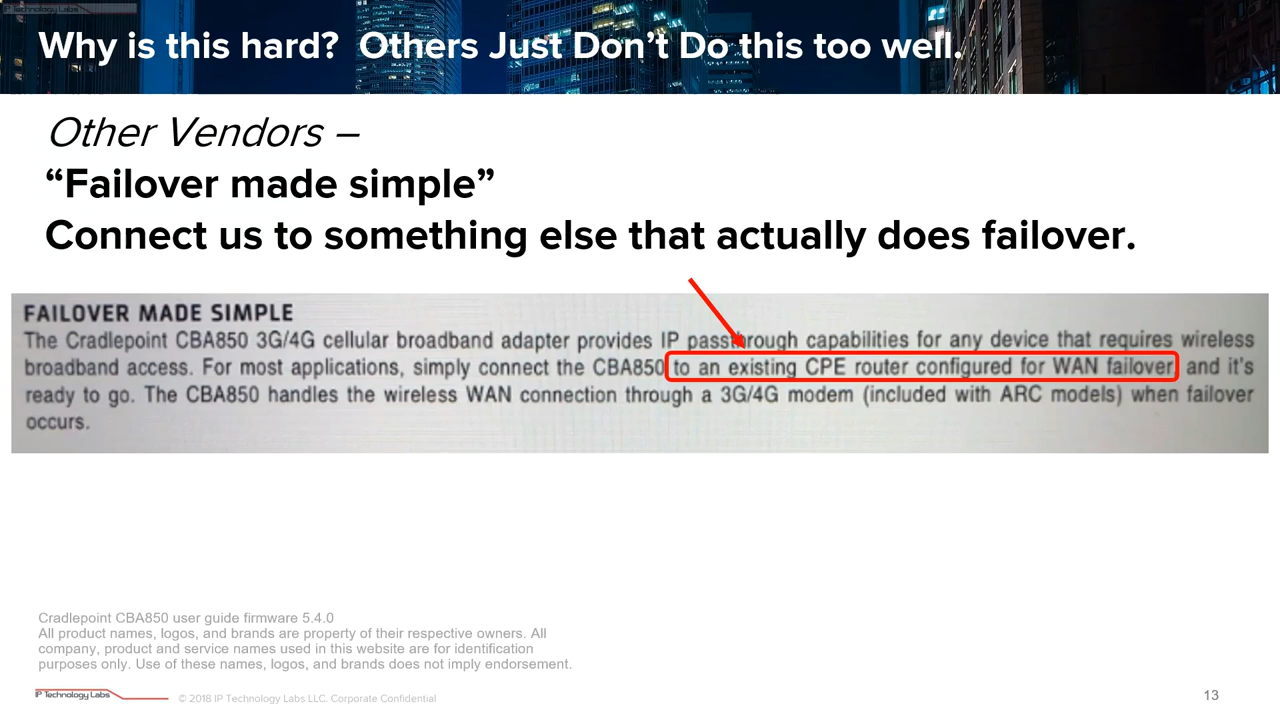 IP Technology Labs
Why is this hard?  Others Just Don’t Do this too well.
Other Vendors –
“Failover made simple”
Connect us to something else that actually does failover.
FAILOVER MADE SIMPLE
The Cradlepoint CBA850 3G/4G cellular broadband adapter provides IP passthrough capabilities for any device that requires wireless
broadband access. For most applications, simply connect the CBA850 to an existing CPE router configured for WAN failover, and it's
ready to go. The CBA850 handles the wireless WAN connection through a 3G/4G modem (included with ARC models) when failover
occurs.
Cradlepoint CBA850 user guide firmware 5.4.0
All product names, logos, and brands are property of their respective owners. All
company, product and service names used in this website are for identification
purposes only. Use of these names, logos, and brands does not imply endorsement.
IP Technology Labs
© 2018 IP Technology Labs LLC. Corporate Confidential
13